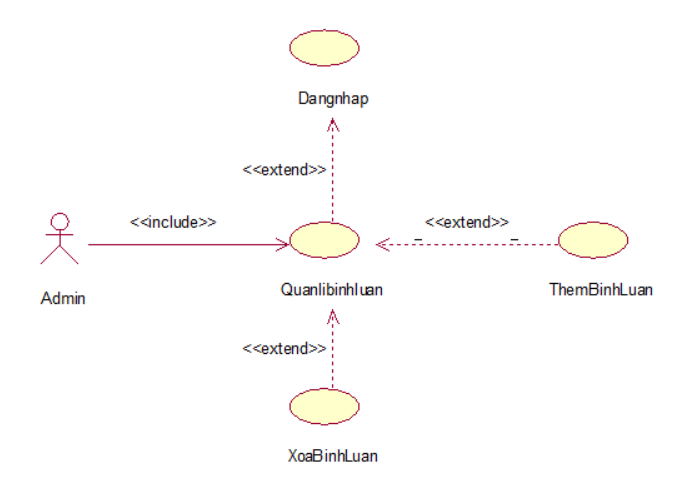 Dangnhap
<<extend>>
<<include>>
<<extend>>
Admin
Quanlibinhluan
ThemBinhLuan
<<extend>>
XoaBinhLuan